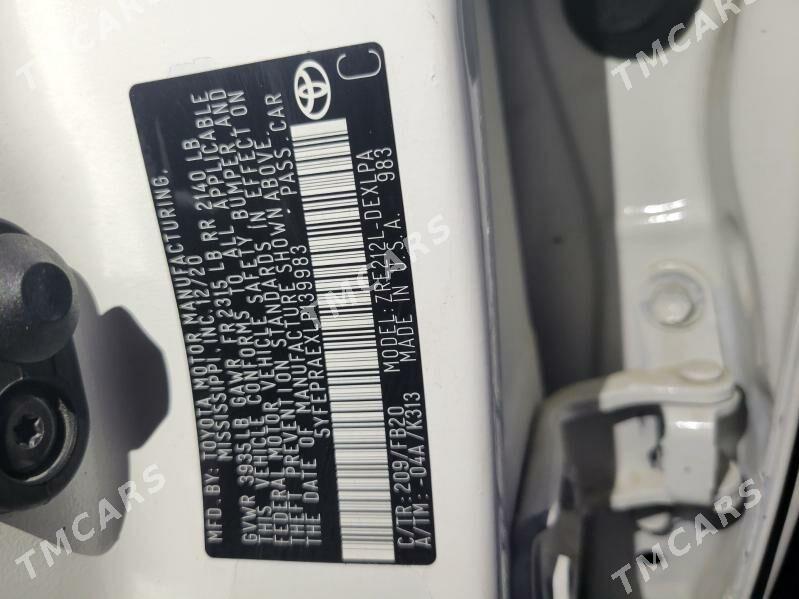 MFD. BY: TOYOTA MOTOR MANUFACTURING,
MISSISSIPPI, INC. 12/20
GVWR 3935LB GAWR FR2315 LB RR 2140 LB
THIS VEHICLE CONFORMS TO ALL APPLICABLE
FEDERAL MOTOR VEHICLE SAFETY, BUMPER, AND
THEFT PREVENTION STANDARDS IN EFFECT ON
THE DATE OF MANUFACTURE SHOWN ABOVE.
PASS. CAR
C
C/TR: 209/FB20
MODEL: ZRE212L-DEXLPA
A/TM: -04A/K313
MADE IN U.S.A.
983
TMCARS
TMCARS
TMCARS
TMCARS
TMCARS